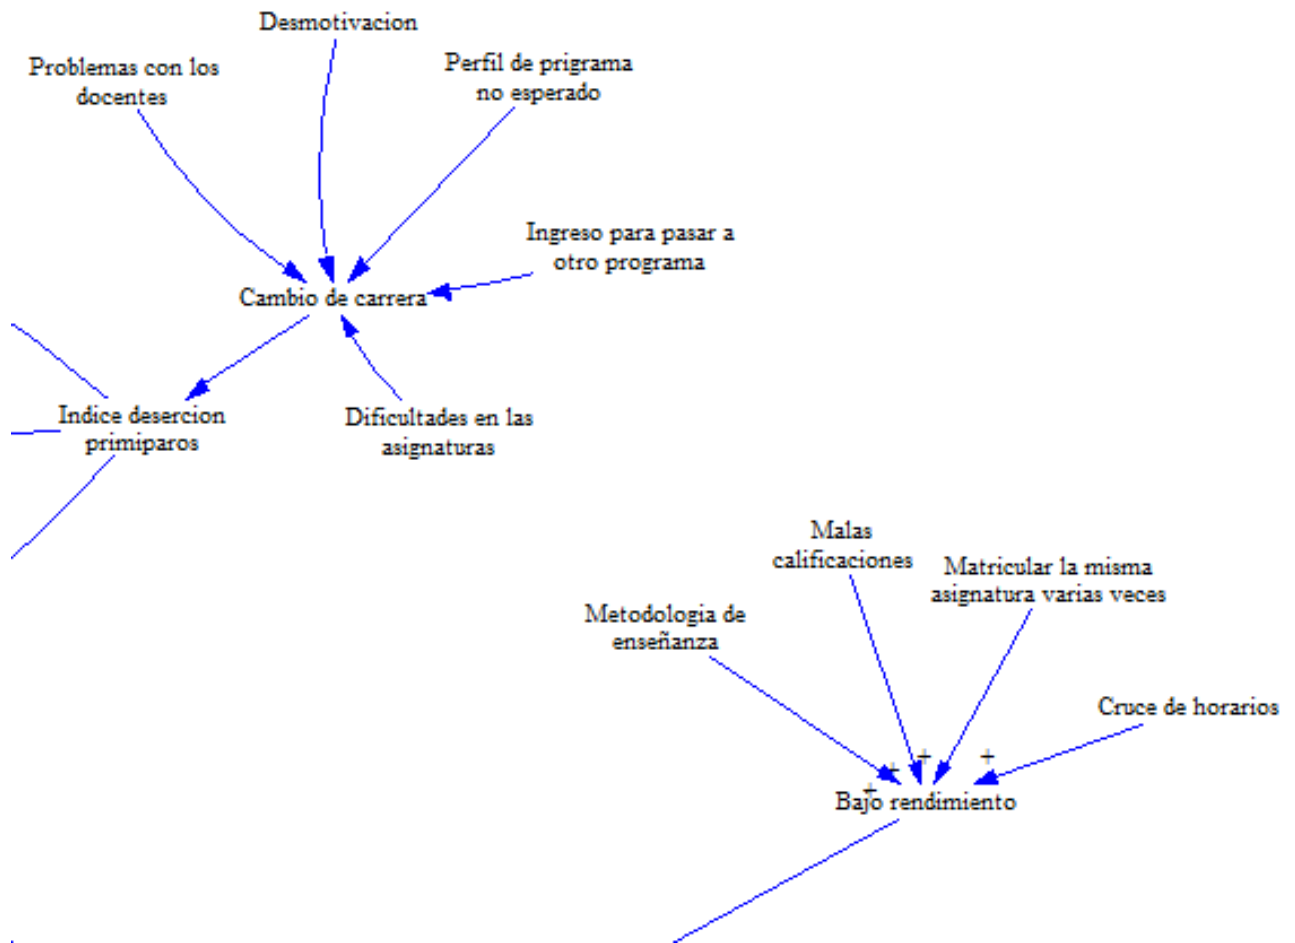 Desmotivacion
Problemas con los
docentes
Perfil de prigrama
no esperado
Ingreso para pasar a
otro programa
Cambio de carrera
Indice desercion
primiparos
Dificultades en las
asignaturas
Malas
calificaciones
Matricular la misma
asignatura varias veces
Metodologia de
enseñanza
Cruce de horarios
+
+
+
+
Bajo rendimiento